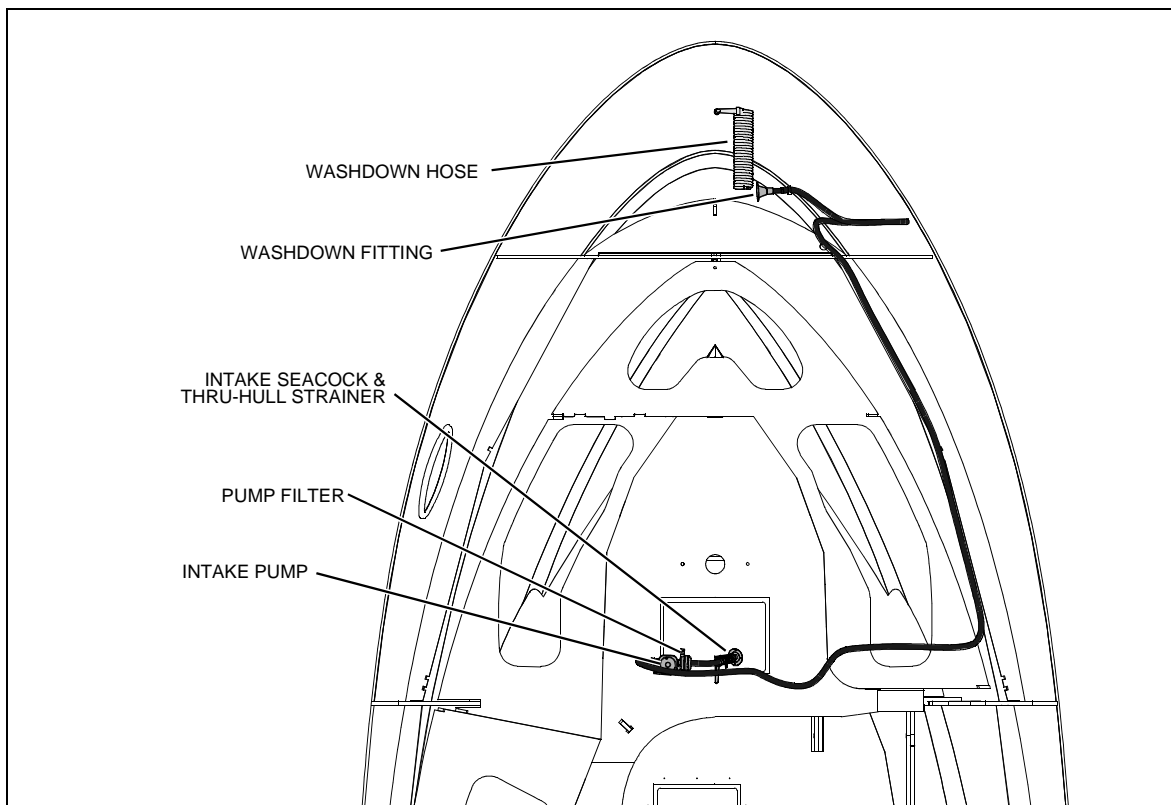 WASHDOWN HOSE
WASHDOWN FITTING
INTAKE SEACOCK &
THRU-HULL STRAINER
PUMP FILTER
INTAKE PUMP